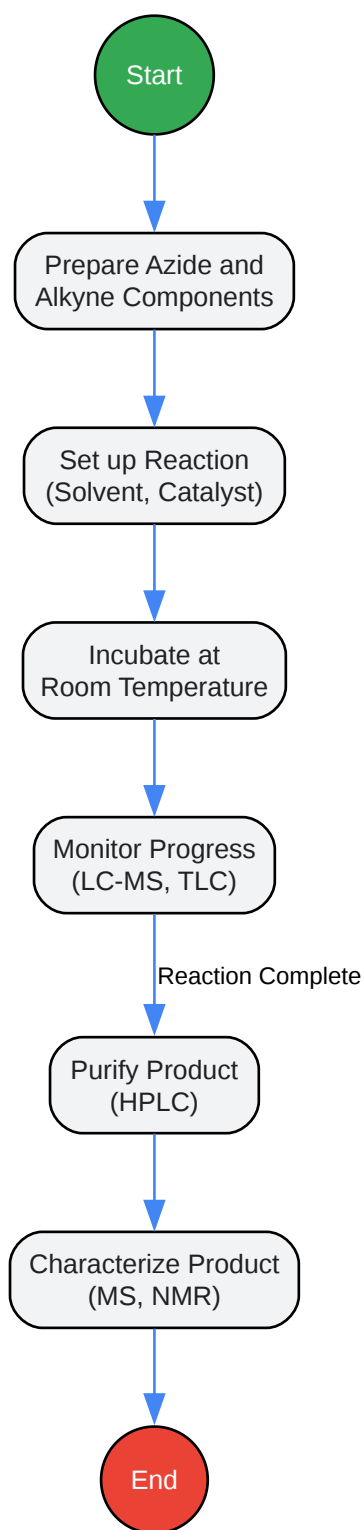 Start
Prepare Azide and
Alkyne Components
Set up Reaction
(Solvent, Catalyst)
Incubate at
Room Temperature
Monitor Progress
(LC-MS, TLC)
Reaction Complete
Purify Product
(HPLC)
Characterize Product
(MS, NMR)
End